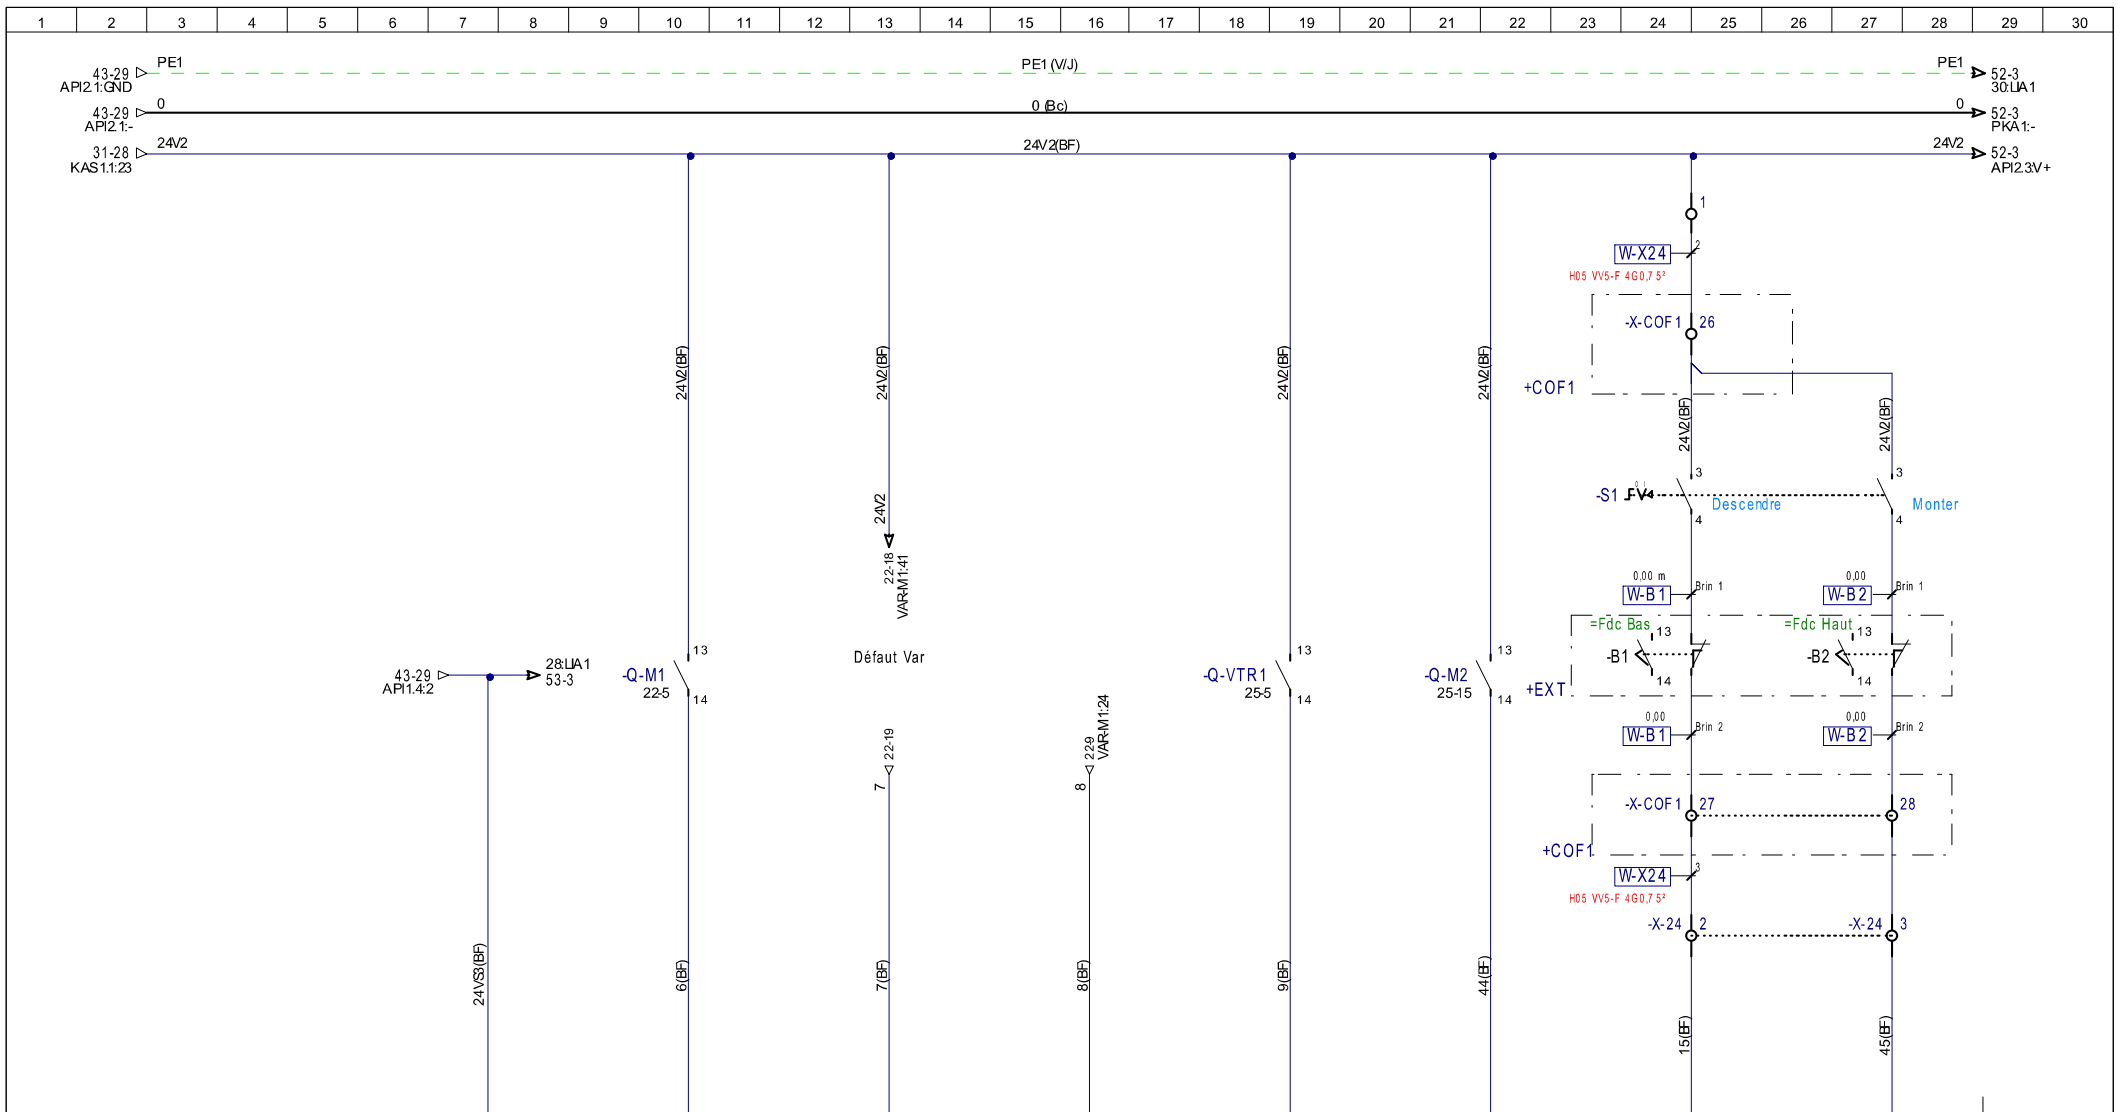 1 2 3 4 5 6 7 8 9 10 11 12 13 14 15 16 17 18 19 20 21 22 23 24 25 26 27 28 29 30
43-29 PE1 PE1 (V/J) PE1 52-3
API2.1:GND 30:LIA1
43-29 0 0 (Bc) 0 52-3
API2.1:- PKA1:-
31-28 24V2 24V2(BF) 24V2 52-3
KAS1.1:23 API2.3:V+
1
W-X24 2
H05 VV5-F 4G0,75²
-X-COF1 26
+COF1
24V2(BF) 24V2(BF) 24V2(BF) 24V2(BF) 24V2(BF) 24V2(BF)
24V2
22-18
VAR-M1:41
-S1 3 4 Descendre 3 4 Monter
0,00 m 0,00
W-B1 Brin 1 W-B2 Brin 1
=Fdc Bas =Fdc Haut
-B1 13 14 -B2 13 14
+EXT
Défaut Var
43-29 28:LIA1
API1.4:2 53-3
-Q-M1 13 14
22-5
-Q-VTR1 13 14
25-5
-Q-M2 13 14
25-15
0,00 0,00
W-B1 Brin 2 W-B2 Brin 2
22-19
7
22-9
VAR-M1:24
8
-X-COF1 27 28
+COF1
W-X24 3
H05 VV5-F 4G0,75²
-X-24 2 -X-24 3
24VS3(BF) 6(BF) 7(BF) 8(BF) 9(BF) 44(BF) 15(BF) 45(BF)